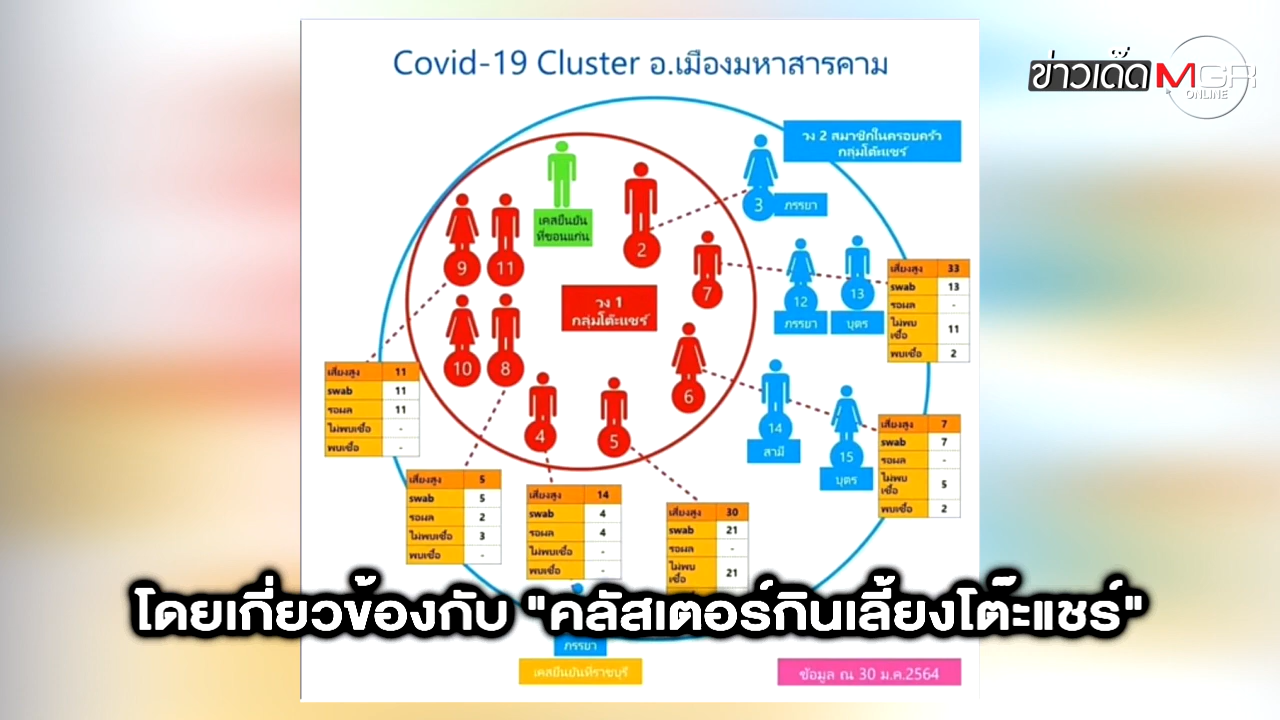 Covid-19 Cluster อ.เมืองมหาสารคาม
ข่าวเด็ด MGR
ONLINE
วง 2 สมาชิกในครอบครัว
กลุ่มโต๊ะแชร์
เคสยืนยัน
ที่ขอนแก่น
2
3
ภรรยา
9
11
7
12
ภรรยา
13
บุตร
วง 1
กลุ่มโต๊ะแชร์
10
8
6
4
5
14
สามี
15
บุตร
เสี่ยงสูง 33
swab 13
รอผล -
ไม่พบ
เชื้อ 11
พบเชื้อ 2
เสี่ยงสูง 11
swab 11
รอผล 11
ไม่พบเชื้อ -
พบเชื้อ -
เสี่ยงสูง 7
swab 7
รอผล -
ไม่พบ
เชื้อ 5
พบเชื้อ 2
เสี่ยงสูง 5
swab 5
รอผล 2
ไม่พบเชื้อ 3
พบเชื้อ -
เสี่ยงสูง 14
swab 4
รอผล 4
ไม่พบเชื้อ -
พบเชื้อ -
เสี่ยงสูง 30
swab 21
รอผล -
ไม่พบ
เชื้อ 21
โดยเกี่ยวข้องกับ "คลัสเตอร์กินเลี้ยงโต๊ะแชร์"
ภรรยา
เคสยืนยันที่ราชบุรี
ข้อมูล ณ 30 ม.ค.2564